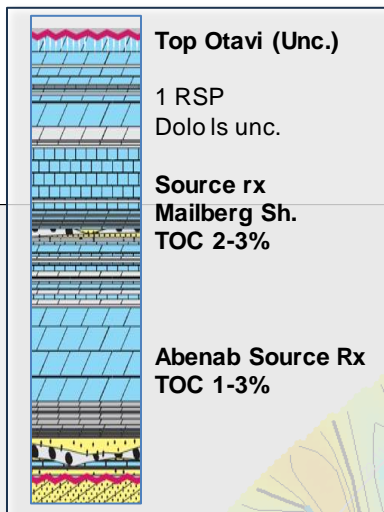 Top Otavi (Unc.)
1 RSP
Dolo ls unc.
Source rx
Mailberg Sh.
TOC 2-3%
Abenab Source Rx
TOC 1-3%